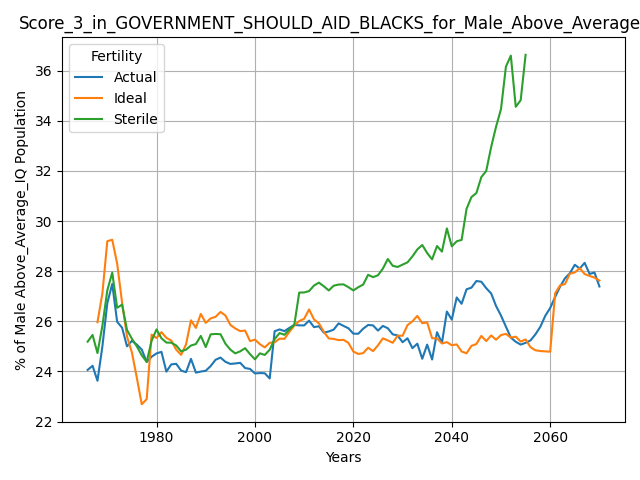 Score_3_in_GOVERNMENT_SHOULD_AID_BLACKS_for_Male_Above_Average
Fertility
Actual
Ideal
Sterile
% of Male Above_Average_IQ Population
36
34
32
30
28
26
24
22
1980
2000
2020
2040
2060
Years